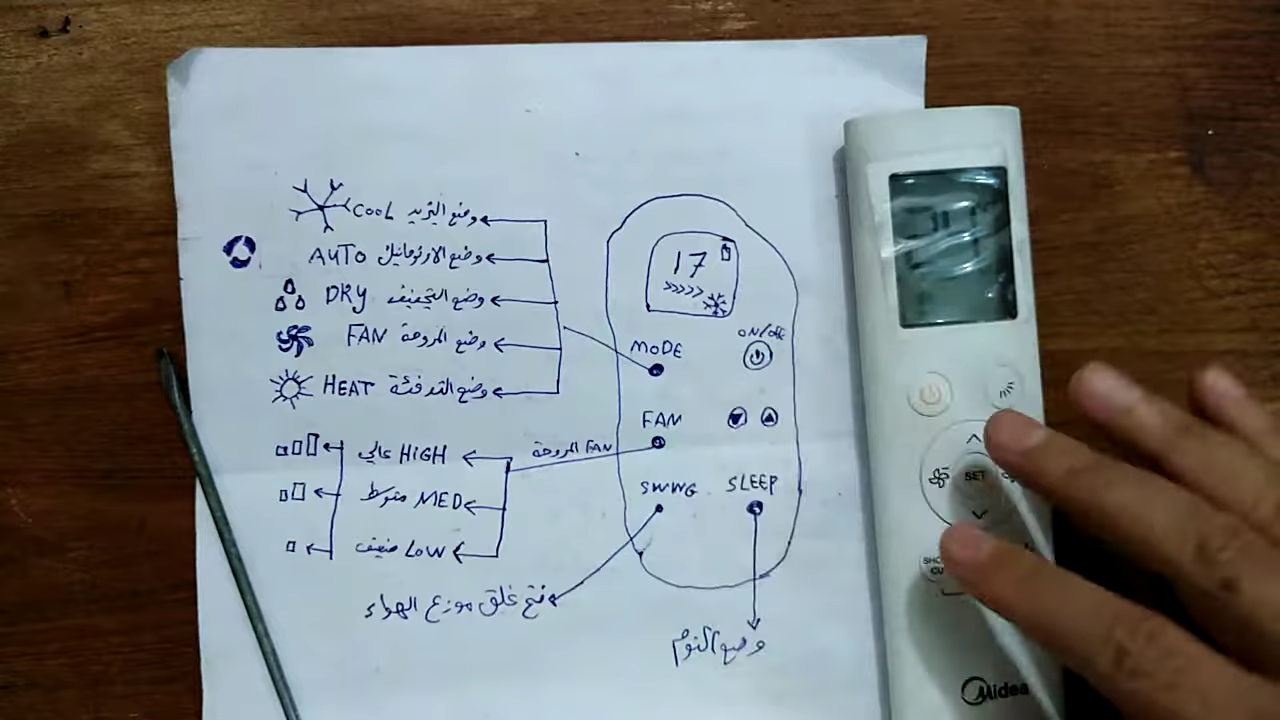 COOL وضع التبريد
AUTO وضع الاوتوماتيك
DRY وضع التجفيف
FAN وضع المروحة
HEAT وضع التدفئة
HIGH عالي
MED متوسط
LOW ضعيف
FAN المروحة
فتح غلق موزع الهواء
17
>>>>>
MODE
ON/OFF
FAN
SWWG
SLEEP
وضع النوم
SET
Midea